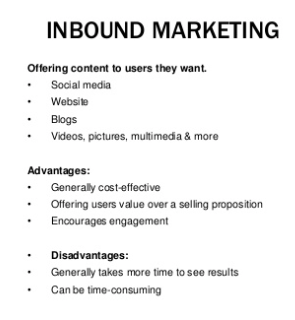 INBOUND MARKETING
Offering content to users they want.
• Social media
• Website
• Blogs
• Videos, pictures, multimedia & more
Advantages:
• Generally cost-effective
• Offering users value over a selling proposition
• Encourages engagement
• Disadvantages:
• Generally takes more time to see results
• Can be time-consuming